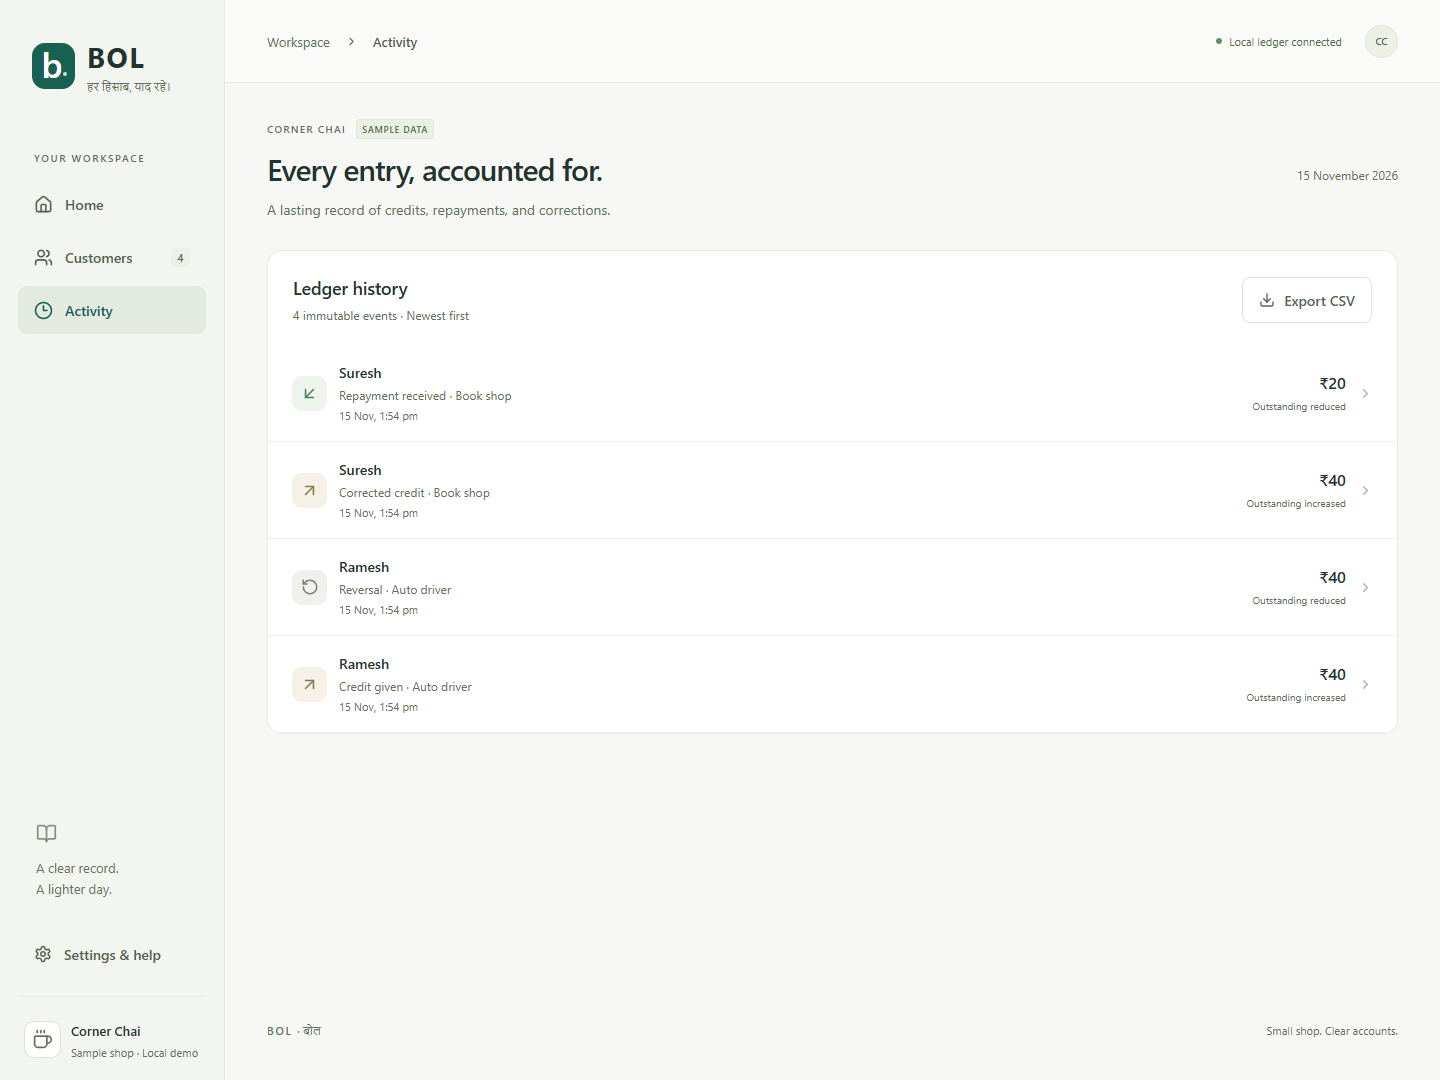 b.
BOL
हर हिसाब, याद रहे।
YOUR WORKSPACE
Home
Customers 4
Activity
A clear record.
A lighter day.
Settings & help
Corner Chai
Sample shop · Local demo
Workspace > Activity
Local ledger connected CC
CORNER CHAI SAMPLE DATA
Every entry, accounted for.
15 November 2026
A lasting record of credits, repayments, and corrections.
Ledger history
4 immutable events · Newest first
Export CSV
Suresh
Repayment received · Book shop
15 Nov, 1:54 pm
₹20
Outstanding reduced
Suresh
Corrected credit · Book shop
15 Nov, 1:54 pm
₹40
Outstanding increased
Ramesh
Reversal · Auto driver
15 Nov, 1:54 pm
₹40
Outstanding reduced
Ramesh
Credit given · Auto driver
15 Nov, 1:54 pm
₹40
Outstanding increased
BOL · बोल
Small shop. Clear accounts.